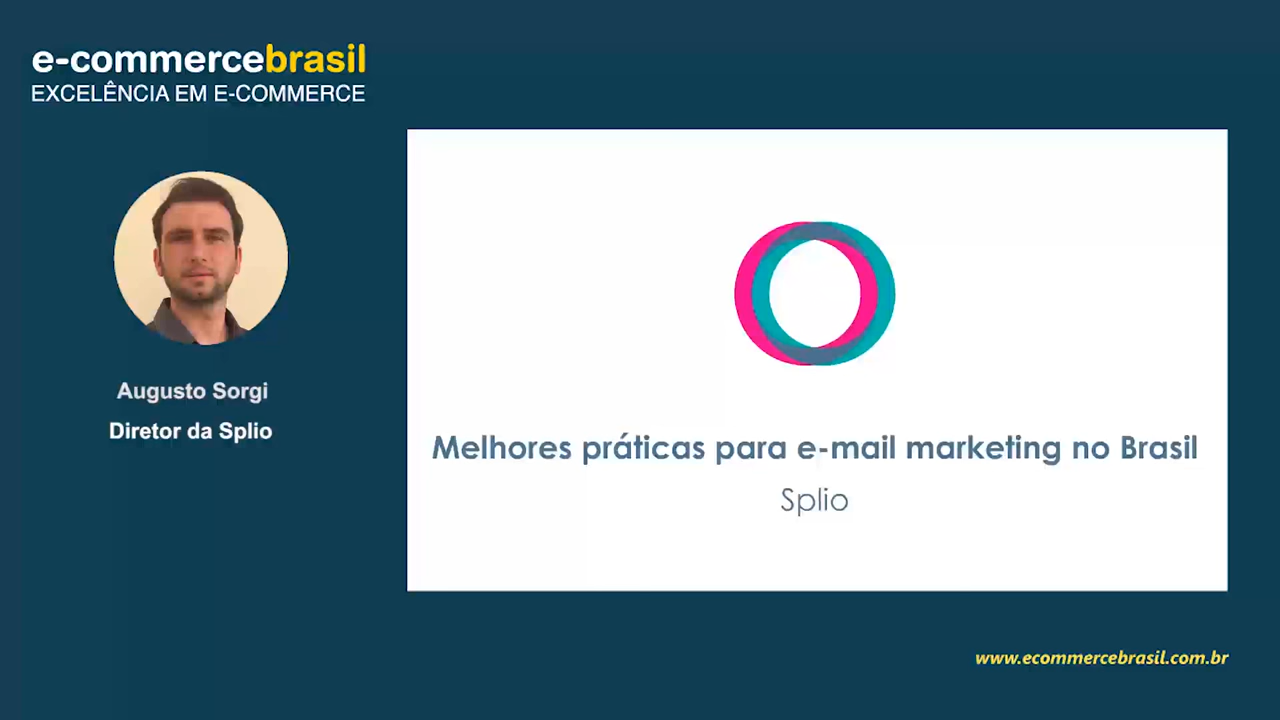 e-commercebrasil
EXCELÊNCIA EM E-COMMERCE
Augusto Sorgi
Diretor da Splio
Melhores práticas para e-mail marketing no Brasil
Splio
www.ecommercebrasil.com.br